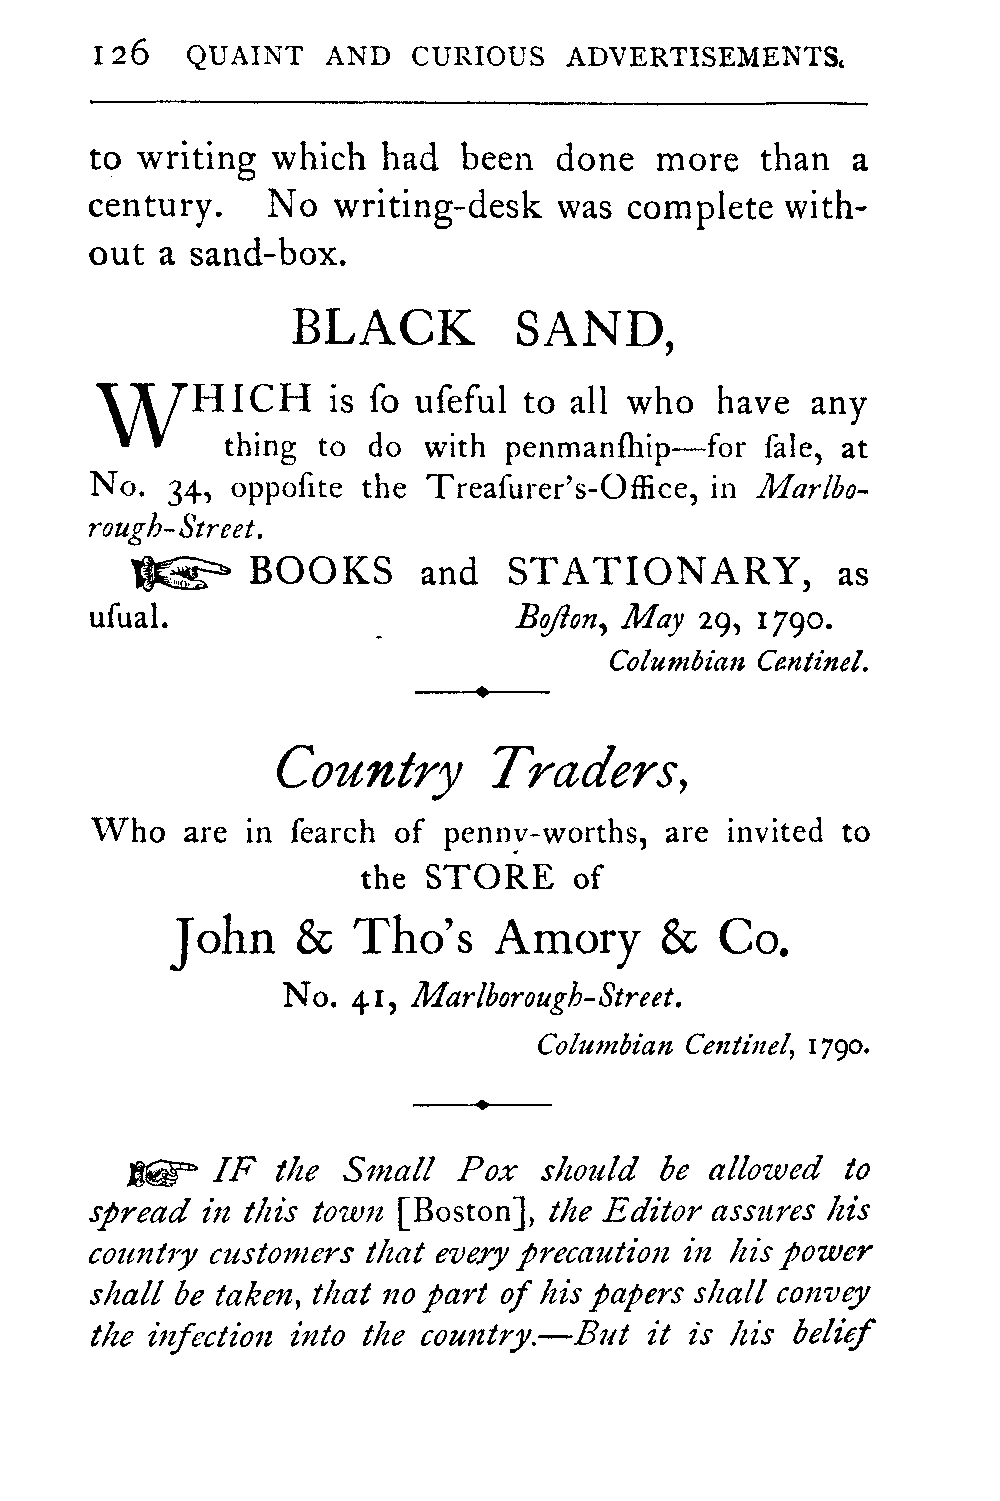 126 QUAINT AND CURIOUS ADVERTISEMENTS.
to writing which had been done more than a
century. No writing-desk was complete with-
out a sand-box.
BLACK SAND,
WHICH is ſo uſeful to all who have any
thing to do with penmanſhip—for ſale, at
No. 34, oppoſite the Treaſurer's-Office, in Marlbo-
rough-Street.
☞ BOOKS and STATIONARY, as
uſual. Boſton, May 29, 1790.
Columbian Centinel.
Country Traders,
Who are in ſearch of penny-worths, are invited to
the STORE of
John & Tho's Amory & Co.
No. 41, Marlborough-Street.
Columbian Centinel, 1790.
☞ IF the Small Pox should be allowed to
spread in this town [Boston], the Editor assures his
country customers that every precaution in his power
shall be taken, that no part of his papers shall convey
the infection into the country.—But it is his belief